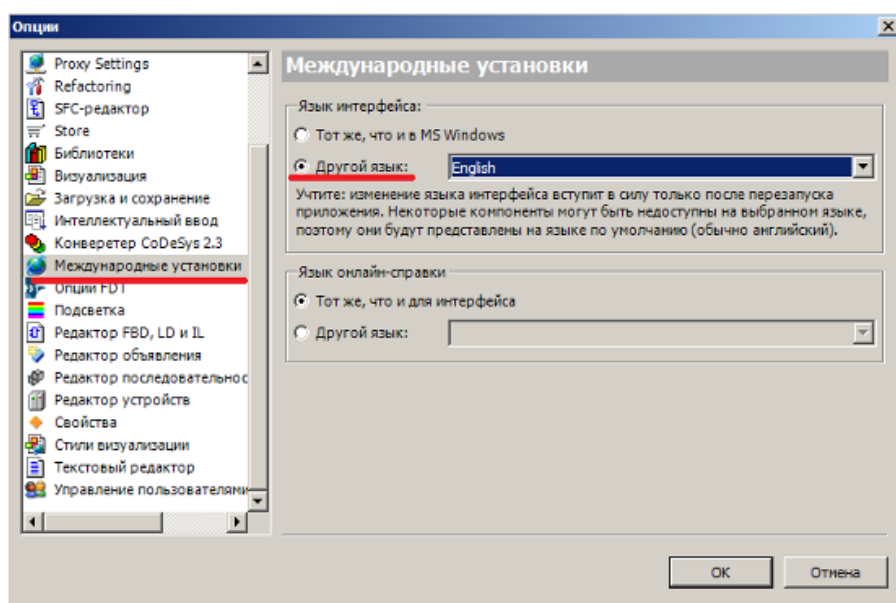 Опции
Proxy Settings
Refactoring
SFC-редактор
Store
Библиотеки
Визуализация
Загрузка и сохранение
Интеллектуальный ввод
Конверетер CoDeSys 2.3
Международные установки
Опции FDT
Подсветка
Редактор FBD, LD и IL
Редактор объявления
Редактор последовательнос
Редактор устройств
Свойства
Стили визуализации
Текстовый редактор
Управление пользователями
Международные установки
Язык интерфейса:
Тот же, что и в MS Windows
Другой язык: English
Учтите: изменение языка интерфейса вступит в силу только после перезапуска
приложения. Некоторые компоненты могут быть недоступны на выбранном языке,
поэтому они будут представлены на языке по умолчанию (обычно английский).
Язык онлайн-справки
Тот же, что и для интерфейса
Другой язык:
OK Отмена